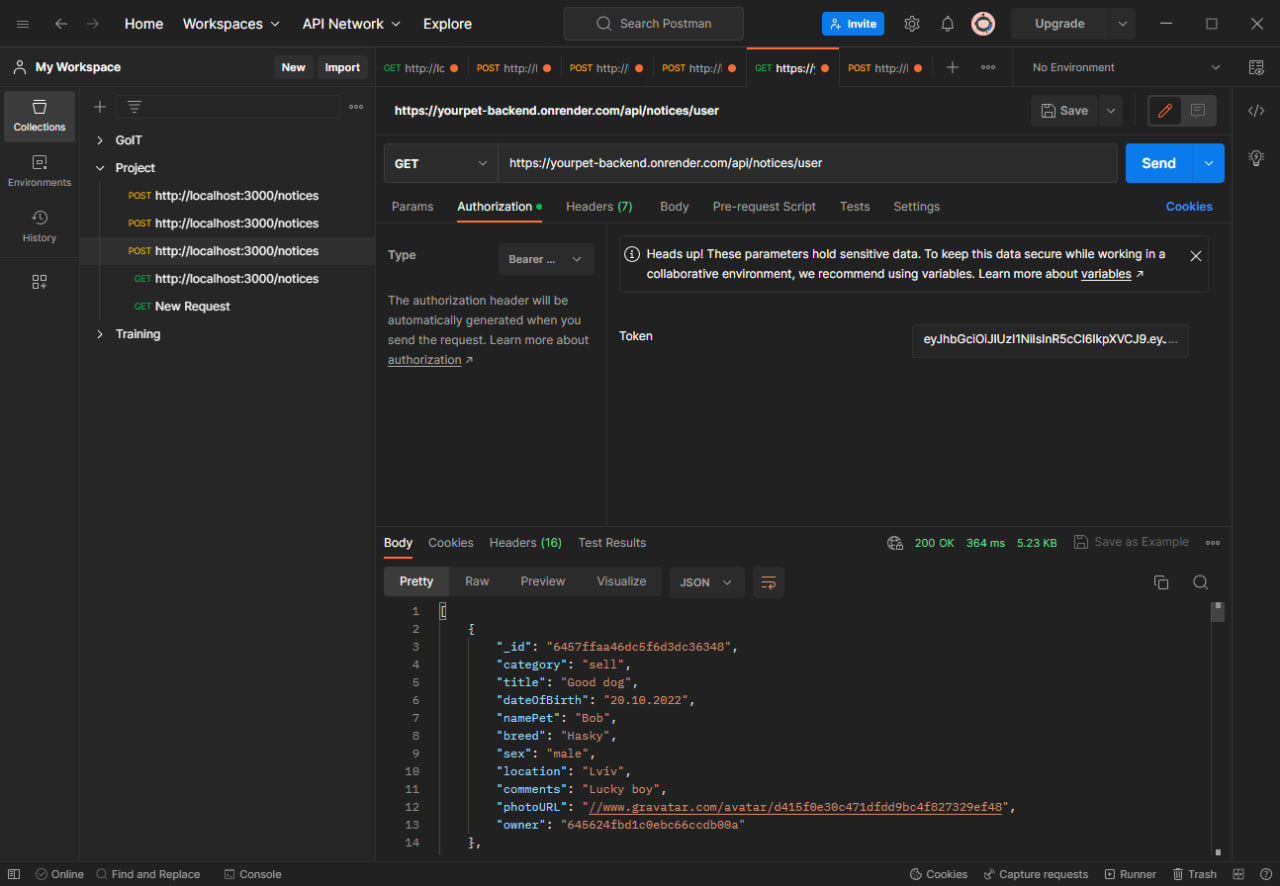 Home Workspaces API Network Explore Search Postman Invite Upgrade
My Workspace New Import GET http://lc POST http://l POST http:// POST http:// GET https:// POST http:// No Environment
Collections
Environments
History
GoIT
Project
POST http://localhost:3000/notices
POST http://localhost:3000/notices
POST http://localhost:3000/notices
GET http://localhost:3000/notices
GET New Request
Training
https://yourpet-backend.onrender.com/api/notices/user Save
GET https://yourpet-backend.onrender.com/api/notices/user Send
Params Authorization Headers (7) Body Pre-request Script Tests Settings Cookies
Type Bearer ...
The authorization header will be
automatically generated when you
send the request. Learn more about
authorization ↗
Heads up! These parameters hold sensitive data. To keep this data secure while working in a
collaborative environment, we recommend using variables. Learn more about variables ↗
Token eyJhbGciOiJIUzI1NiIsInR5cCI6IkpXVCJ9.ey...
Body Cookies Headers (16) Test Results 200 OK 364 ms 5.23 KB Save as Example
Pretty Raw Preview Visualize JSON
1 [
2 {
3 "_id": "6457ffaa46dc5f6d3dc36348",
4 "category": "sell",
5 "title": "Good dog",
6 "dateOfBirth": "20.10.2022",
7 "namePet": "Bob",
8 "breed": "Hasky",
9 "sex": "male",
10 "location": "Lviv",
11 "comments": "Lucky boy",
12 "photoURL": "//www.gravatar.com/avatar/d415f0e30c471dfdd9bc4f827329ef48",
13 "owner": "645624fbd1c0ebc66ccdb00a"
14 },
Online Find and Replace Console Cookies Capture requests Runner Trash